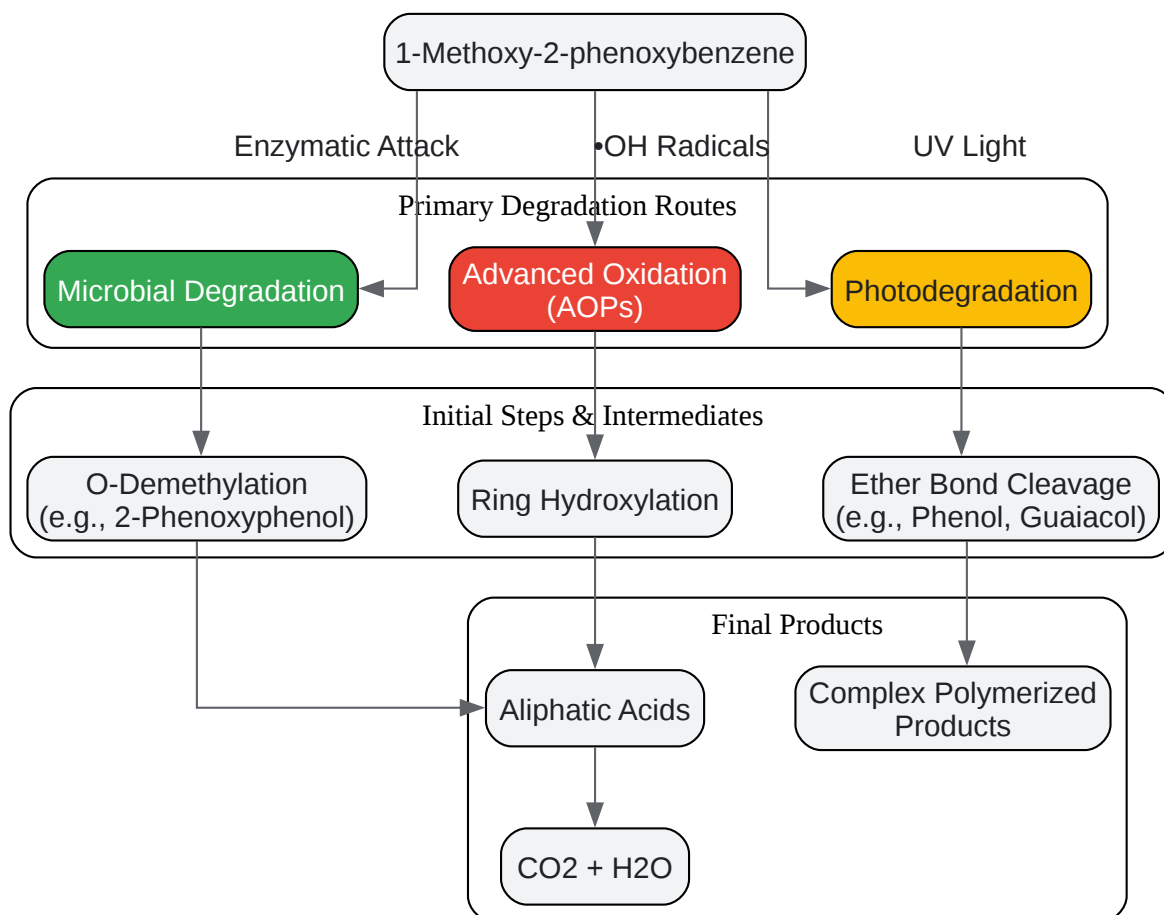 1-Methoxy-2-phenoxybenzene
Enzymatic Attack
•OH Radicals
UV Light
Primary Degradation Routes
Microbial Degradation
Advanced Oxidation
(AOPs)
Photodegradation
Initial Steps & Intermediates
O-Demethylation
(e.g., 2-Phenoxyphenol)
Ring Hydroxylation
Ether Bond Cleavage
(e.g., Phenol, Guaiacol)
Final Products
Aliphatic Acids
Complex Polymerized
Products
CO2 + H2O